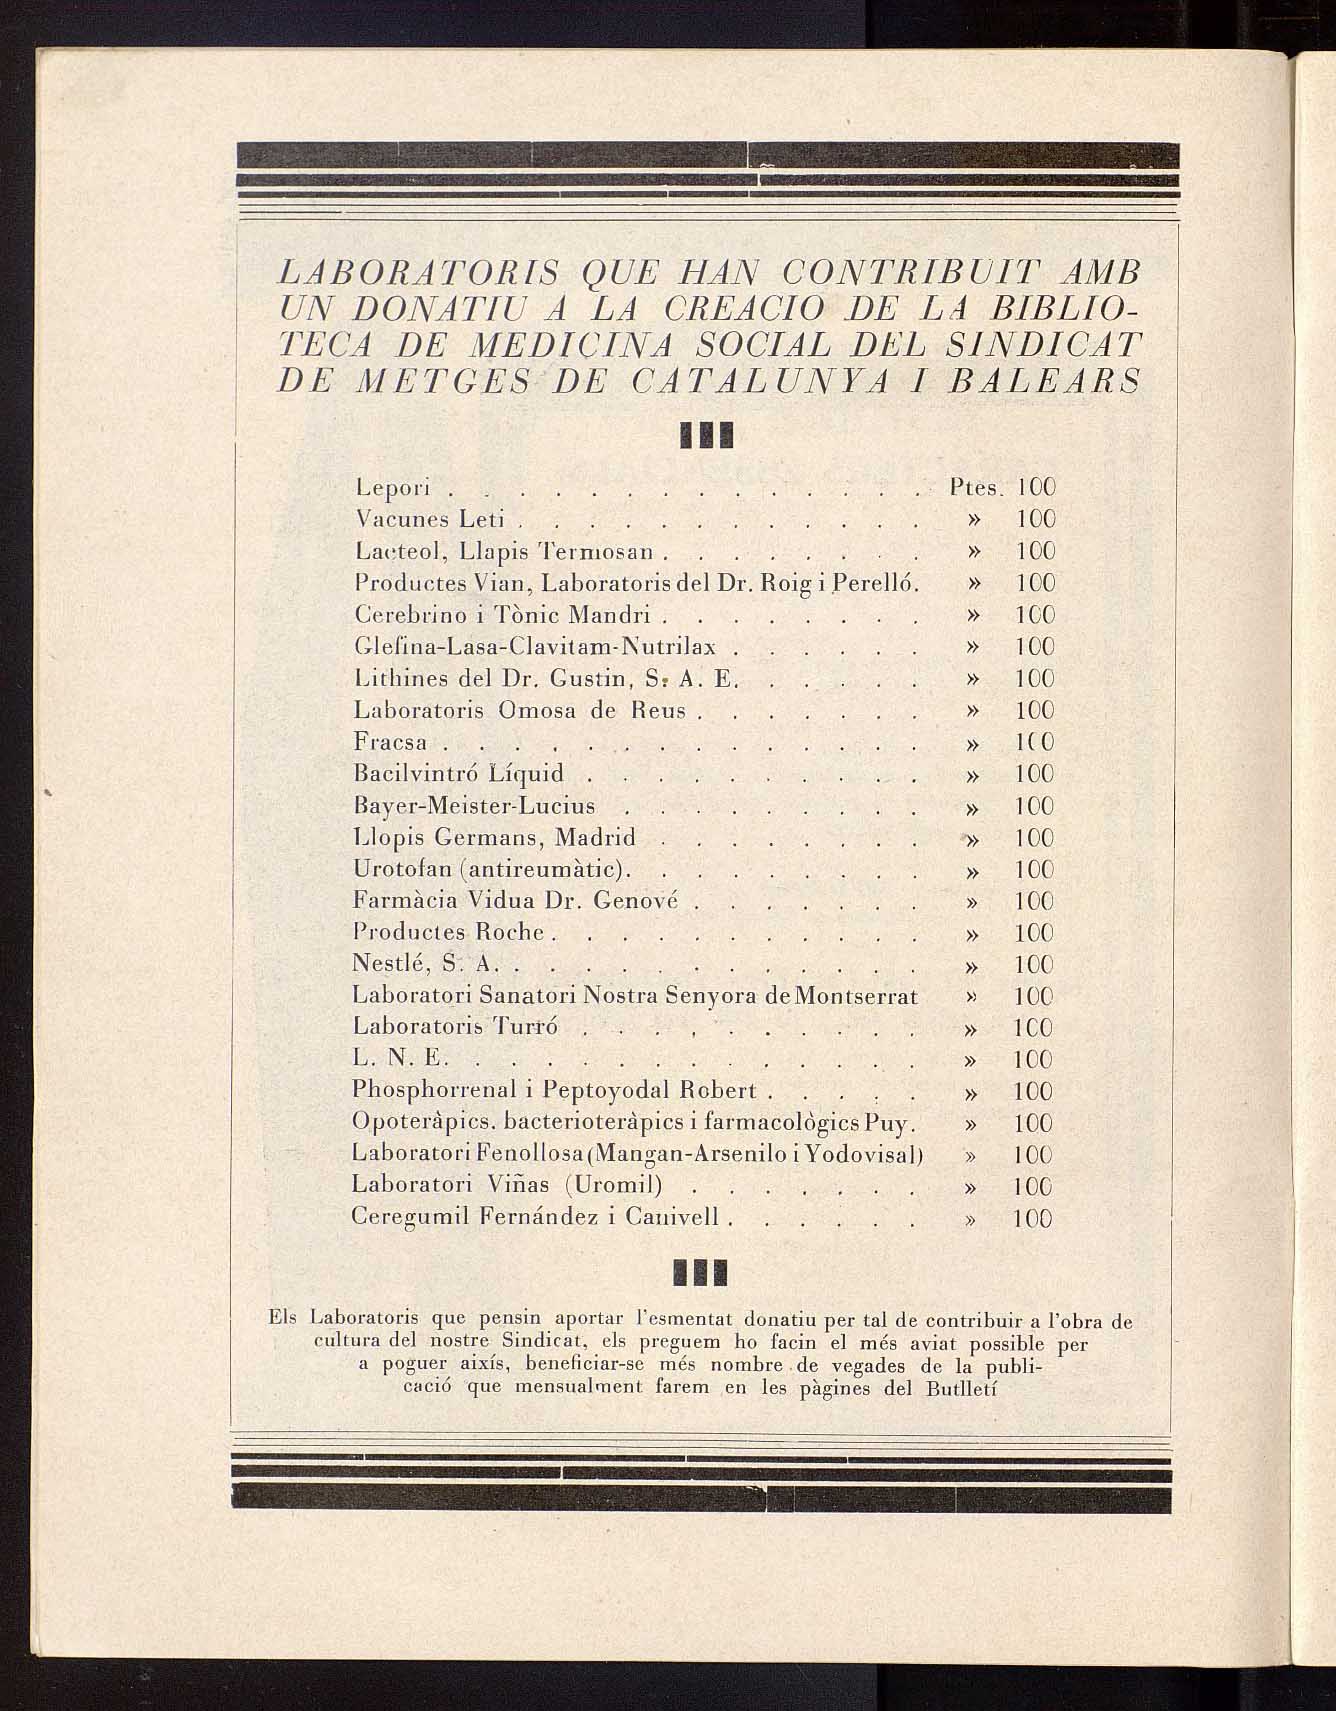 LABORATORIS QUE HAN CONTRIBUIT AMB
UN DONATIU A LA CREACIO DE LA BIBLIO-
TECA DE MEDICINA SOCIAL DEL SINDICAT
DE METGES DE CATALUNYA I BALEARS
Lepori . . . . . . . . . . . . . . Ptes. 100
Vacunes Leti . . . . . . . . . . . . » 100
Lacteol, Llapis Termosan . . . . . . . . » 100
Productes Vian, Laboratoris del Dr. Roig i Perelló. » 100
Cerebrino i Tònic Mandri . . . . . . . . » 100
Glefina-Lasa-Clavitam-Nutrilax . . . . . . » 100
Lithines del Dr. Gustin, S. A. E. . . . . . » 100
Laboratoris Omosa de Reus . . . . . . . » 100
Fracsa . . . . . . . . . . . . . . » 100
Bacilvintró Líquid . . . . . . . . . . » 100
Bayer-Meister-Lucius . . . . . . . . . » 100
Llopis Germans, Madrid . . . . . . . . » 100
Urotofan (antireumàtic). . . . . . . . . » 100
Farmàcia Vidua Dr. Genové . . . . . . . » 100
Productes Roche . . . . . . . . . . . » 100
Nestlé, S. A. . . . . . . . . . . . . » 100
Laboratori Sanatori Nostra Senyora de Montserrat » 100
Laboratoris Turró . . . . . . . . . . » 100
L. N. E. . . . . . . . . . . . . . » 100
Phosphorrenal i Peptoyodal Robert . . . . . » 100
Opoteràpics. bacterioteràpics i farmacològics Puy. » 100
Laboratori Fenollosa (Mangan-Arsenilo i Yodovisal) » 100
Laboratori Viñas (Uromil) . . . . . . . » 100
Ceregumil Fernández i Canivell . . . . . . » 100
Els Laboratoris que pensin aportar l'esmentat donatiu per tal de contribuir a l'obra de
cultura del nostre Sindicat, els preguem ho facin el més aviat possible per
a poguer aixís, beneficiar-se més nombre de vegades de la publi-
cació que mensualment farem en les pàgines del Butlletí